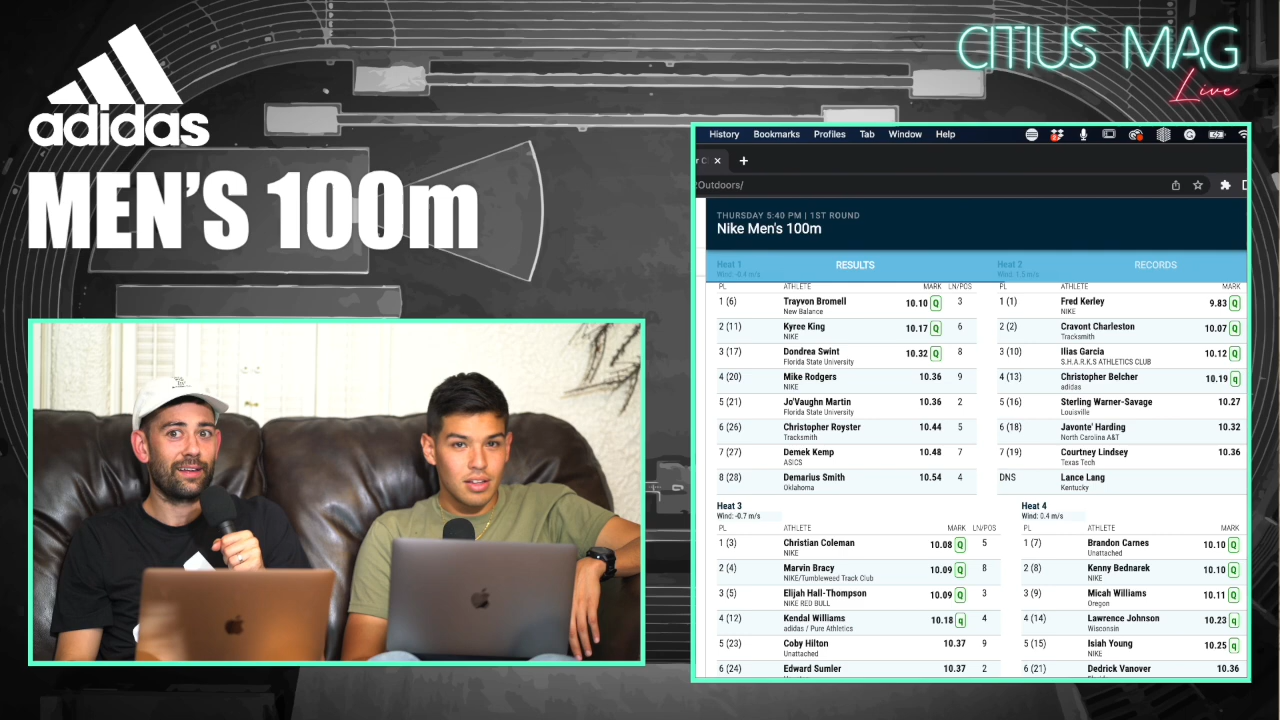 adidas
MEN'S 100m
CITIUS MAG
Live
History Bookmarks Profiles Tab Window Help
2Outdoors/
THURSDAY 5:40 PM | 1ST ROUND
Nike Men's 100m
RESULTS RECORDS
Heat 1
Wind: -0.4 m/s
PL ATHLETE MARK LN/POS
1 (6) Trayvon Bromell 10.10 Q 3
New Balance
2 (11) Kyree King 10.17 Q 6
NIKE
3 (17) Dondrea Swint 10.32 Q 8
Florida State University
4 (20) Mike Rodgers 10.36 9
NIKE
5 (21) Jo'Vaughn Martin 10.36 2
Florida State University
6 (26) Christopher Royster 10.44 5
Tracksmith
7 (27) Demek Kemp 10.48 7
ASICS
8 (28) Demarius Smith 10.54 4
Oklahoma
Heat 2
Wind: 1.5 m/s
PL ATHLETE MARK
1 (1) Fred Kerley 9.83 Q
NIKE
2 (2) Cravont Charleston 10.07 Q
Tracksmith
3 (10) Ilias Garcia 10.12 Q
S.H.A.R.K.S ATHLETICS CLUB
4 (13) Christopher Belcher 10.19 q
adidas
5 (16) Sterling Warner-Savage 10.27
Louisville
6 (18) Javonte' Harding 10.32
North Carolina A&T
7 (19) Courtney Lindsey 10.36
Texas Tech
DNS Lance Lang
Kentucky
Heat 3
Wind: -0.7 m/s
PL ATHLETE MARK LN/POS
1 (3) Christian Coleman 10.08 Q 5
NIKE
2 (4) Marvin Bracy 10.09 Q 8
NIKE/Tumbleweed Track Club
3 (5) Elijah Hall-Thompson 10.09 Q 3
NIKE RED BULL
4 (12) Kendal Williams 10.18 q 4
adidas / Pure Athletics
5 (23) Coby Hilton 10.37 9
Unattached
6 (24) Edward Sumler 10.37 2
Heat 4
Wind: 0.4 m/s
PL ATHLETE MARK
1 (7) Brandon Carnes 10.10 Q
Unattached
2 (8) Kenny Bednarek 10.10 Q
NIKE
3 (9) Micah Williams 10.11 Q
Oregon
4 (14) Lawrence Johnson 10.23 q
Wisconsin
5 (15) Isiah Young 10.25 q
NIKE
6 (21) Dedrick Vanover 10.36